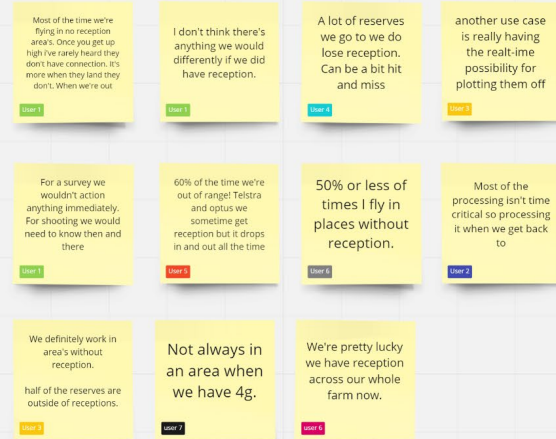 Most of the time we're
flying in no reception
area's. Once you get up
high i've rarely heard they
don't have connection. It's
more when they land they
don't. When we're out
User 1
I don't think there's
anything we would
differently if we did
have reception.
User 1
A lot of reserves
we go to we do
lose reception.
Can be a bit hit
and miss
User 4
another use case
is really having
the realt-ime
possibility for
plotting them off
User 3
For a survey we
wouldn't action
anything immediately.
For shooting we would
need to know then and
there
User 1
60% of the time we're
out of range! Telstra
and optus we
sometime get
reception but it drops
in and out all the time
User 5
50% or less of
times I fly in
places without
reception.
User 6
Most of the
processing isn't time
critical so processing
it when we get back
to
User 2
We definitely work in
area's without
reception.
half of the reserves are
outside of receptions.
User 3
Not always in
an area when
we have 4g.
user 7
We're pretty lucky
we have reception
across our whole
farm now.
user 6